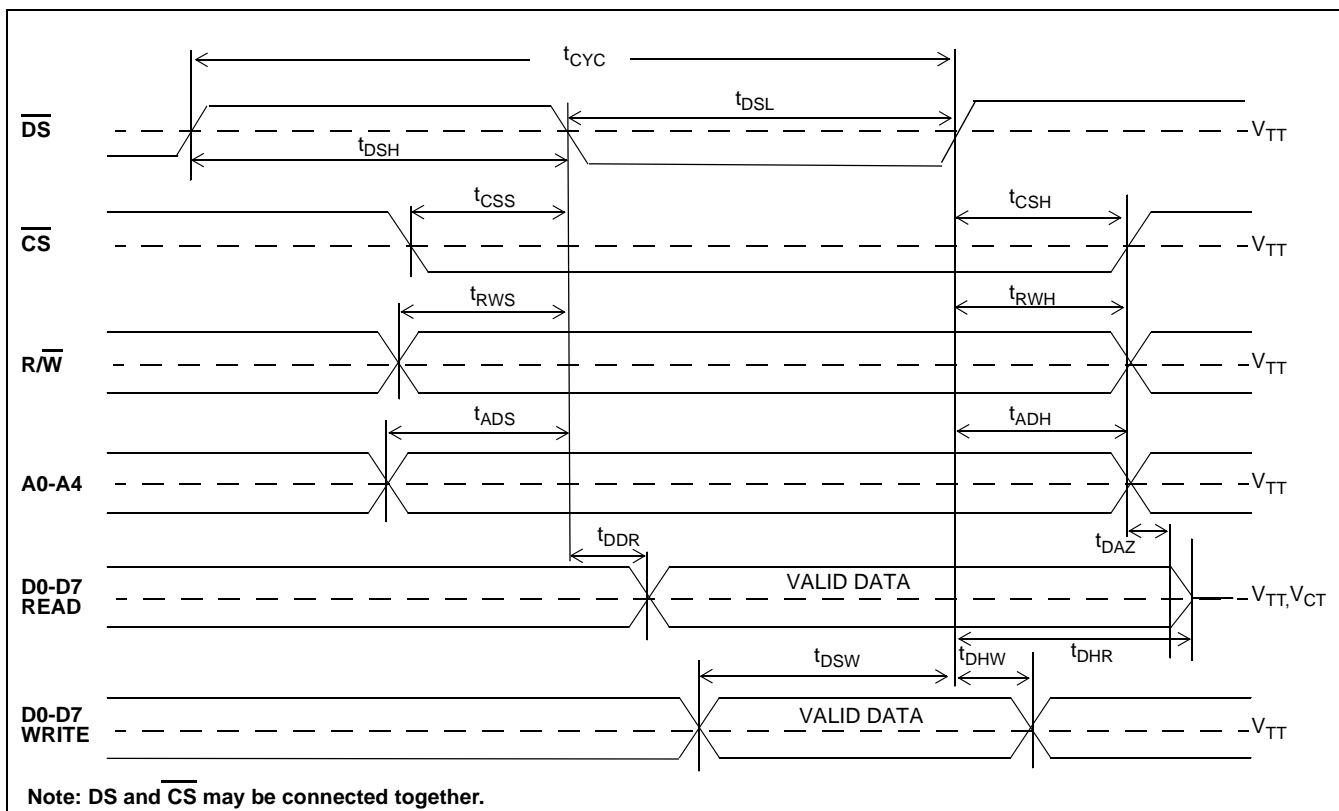 tCYC
tDSL
DS
VTT
tDSH
tCSS
tCSH
CS
VTT
tRWS
tRWH
R/W
VTT
tADS
tADH
A0-A4
VTT
tDDR
tDAZ
D0-D7
READ
VALID DATA
VTT,VCT
tDSW
tDHW
tDHR
D0-D7
WRITE
VALID DATA
VTT
Note: DS and CS may be connected together.